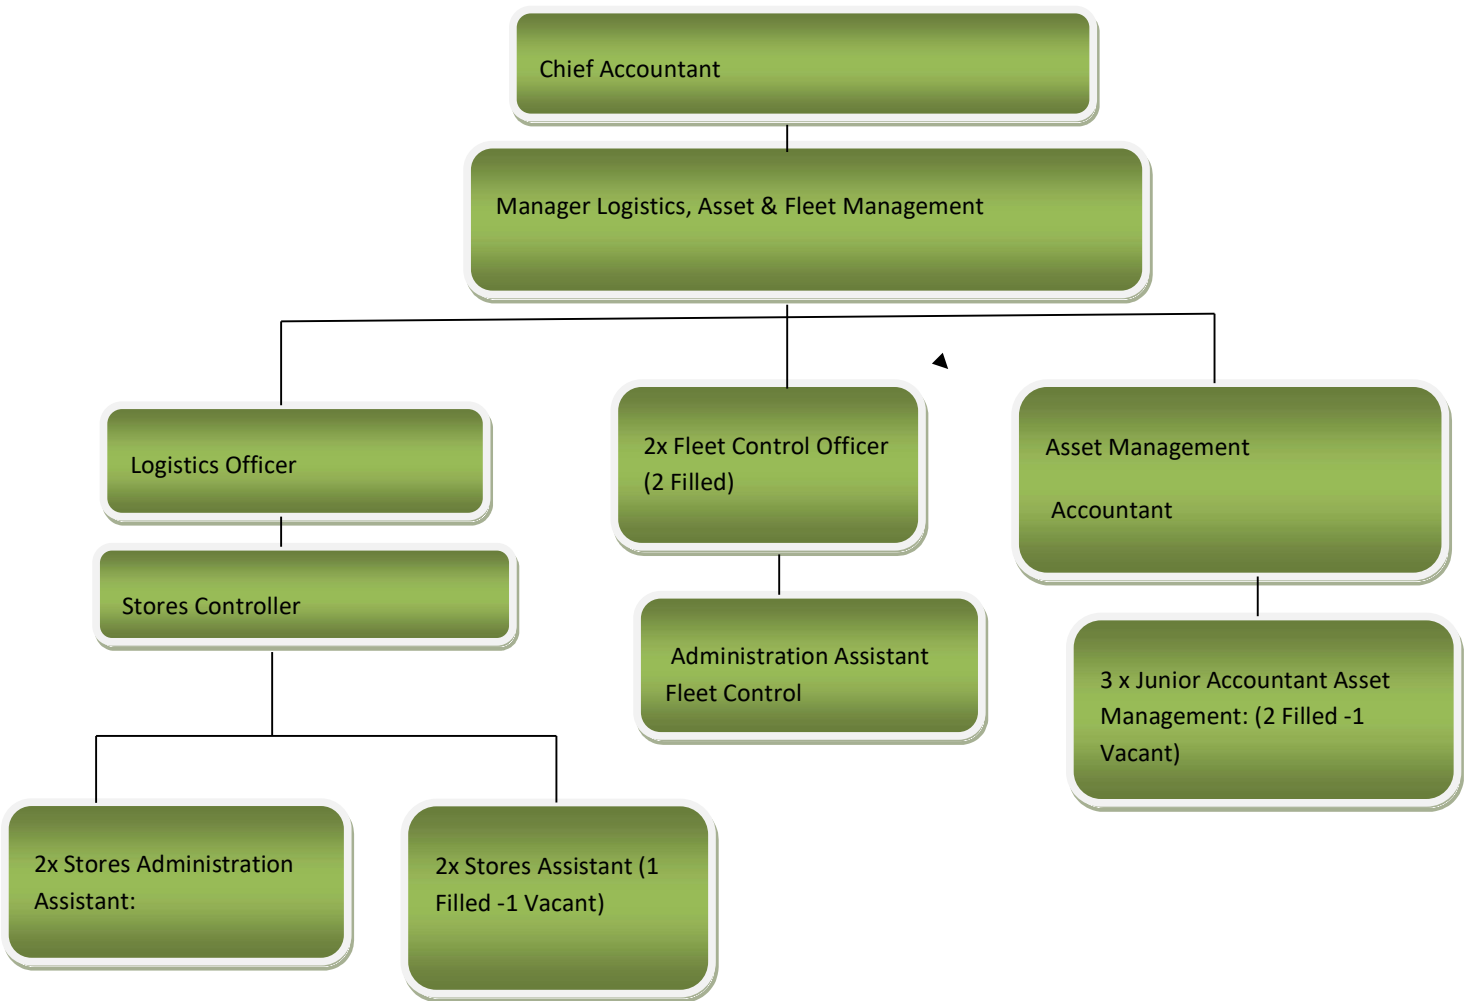 Chief Accountant
Manager Logistics, Asset & Fleet Management
Logistics Officer
2x Fleet Control Officer
(2 Filled)
Asset Management
Accountant
Stores Controller
Administration Assistant
Fleet Control
3 x Junior Accountant Asset
Management: (2 Filled -1
Vacant)
2x Stores Administration
Assistant:
2x Stores Assistant (1
Filled -1 Vacant)